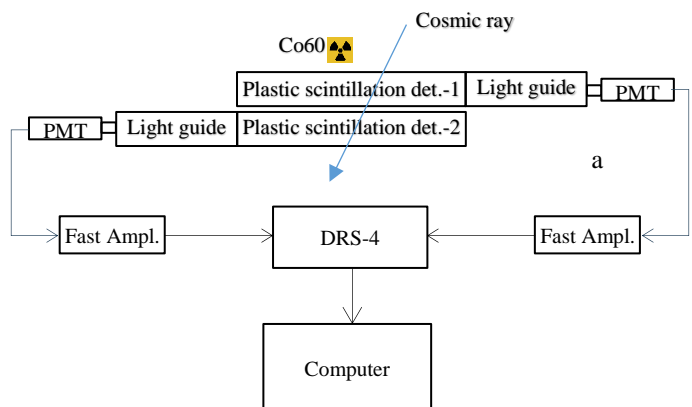 Cosmic ray
Co60
Plastic scintillation det.-1
Light guide
PMT
PMT
Light guide
Plastic scintillation det.-2
a
Fast Ampl.
DRS-4
Fast Ampl.
Computer